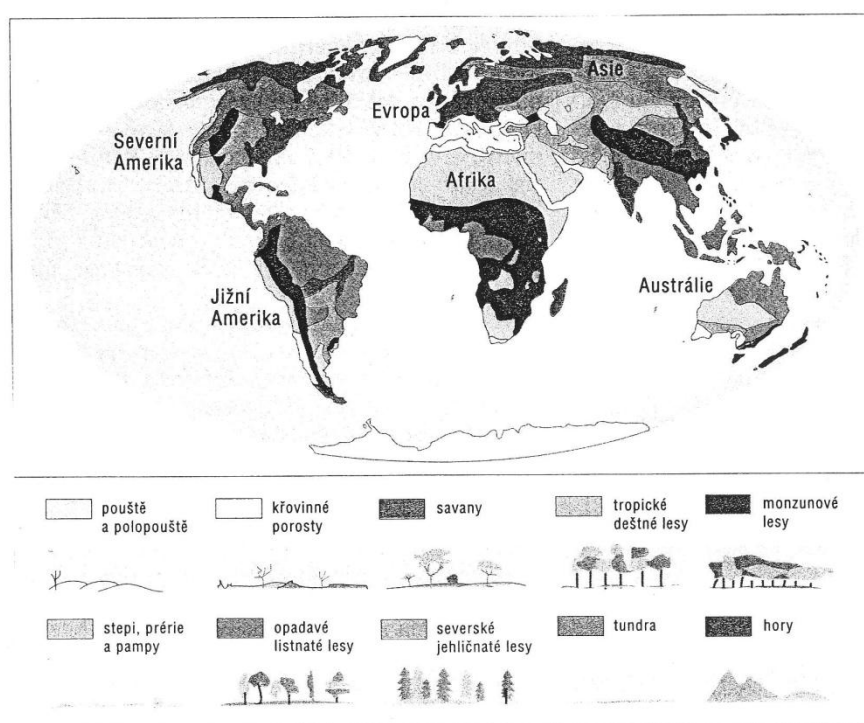 Asie
Evropa
Severní
Amerika
Afrika
Jižní
Amerika
Austrálie
pouště
a polopouště
křovinné
porosty
savany
tropické
deštné lesy
monzunové
lesy
stepi, prérie
a pampy
opadavé
listnaté lesy
severské
jehličnaté lesy
tundra
hory